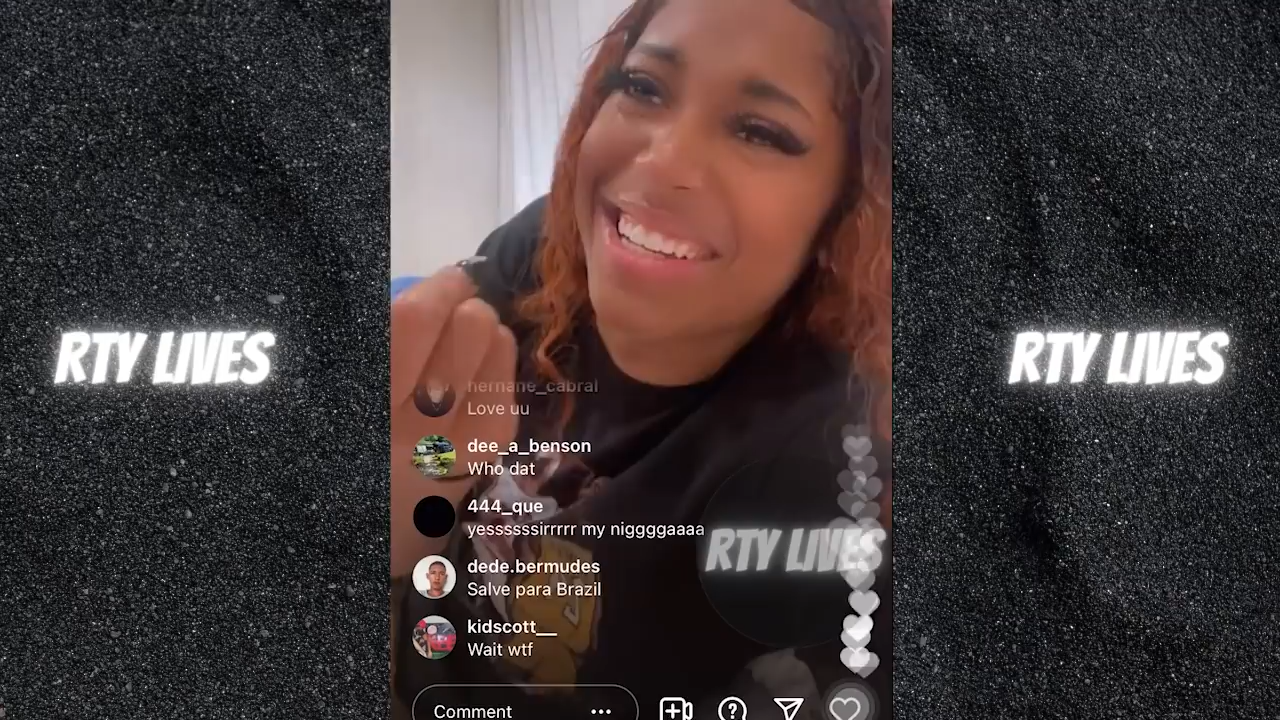 RTY LIVES
RTY LIVES
hernane_cabral
Love uu
dee_a_benson
Who dat
444_que
yessssssirrrrr my niggggaaaa
RTY LIVES
dede.bermudes
Salve para Brazil
kidscott__
Wait wtf
Comment